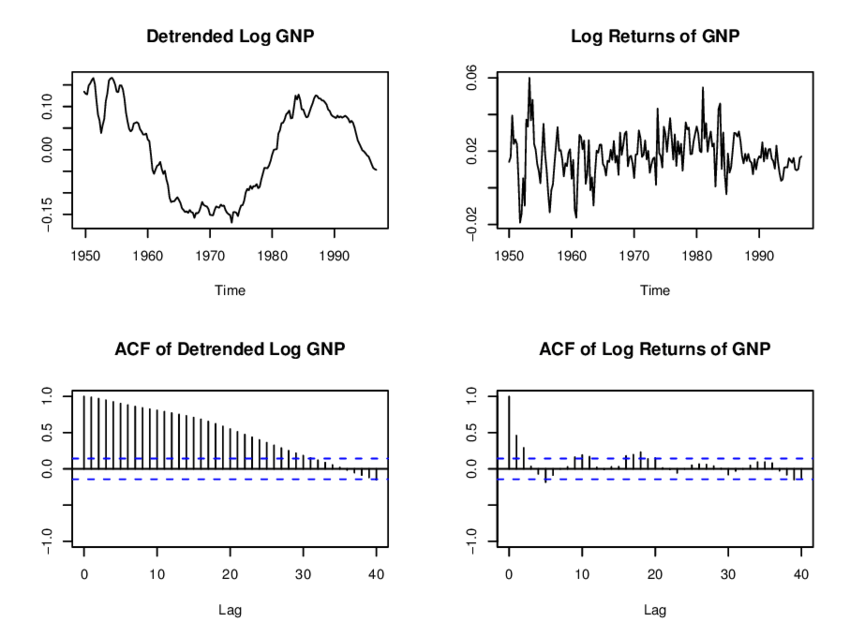 Detrended Log GNP
0.10
0.00
−0.15
1950 1960 1970 1980 1990
Time
Log Returns of GNP
0.06
0.02
−0.02
1950 1960 1970 1980 1990
Time
ACF of Detrended Log GNP
1.0
0.5
0.0
−1.0
0 10 20 30 40
Lag
ACF of Log Returns of GNP
1.0
0.5
0.0
−1.0
0 10 20 30 40
Lag